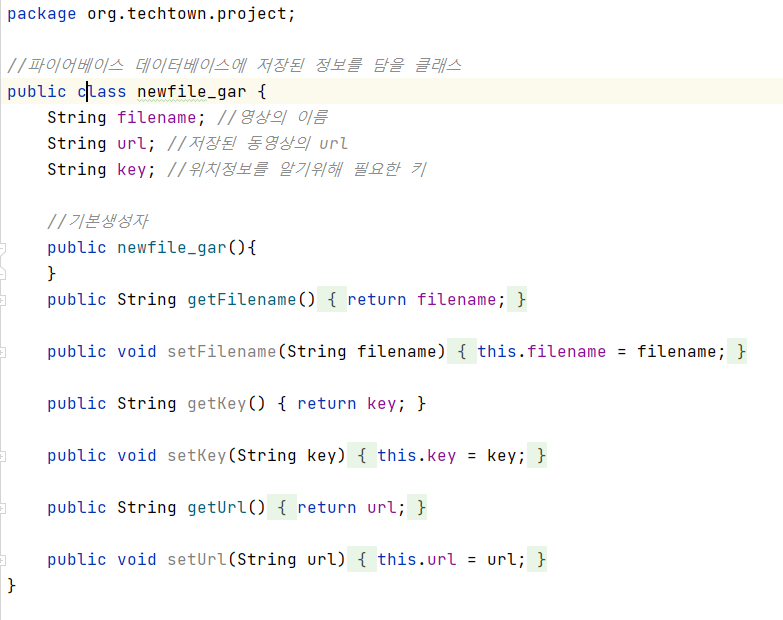 package org.techtown.project;
//파이어베이스 데이터베이스에 저장된 정보를 담을 클래스
public class newfile_gar {
String filename; //영상의 이름
String url; //저장된 동영상의 url
String key; //위치정보를 알기위해 필요한 키
//기본생성자
public newfile_gar(){
}
public String getFilename() { return filename; }
public void setFilename(String filename) { this.filename = filename; }
public String getKey() { return key; }
public void setKey(String key) { this.key = key; }
public String getUrl() { return url; }
public void setUrl(String url) { this.url = url; }
}